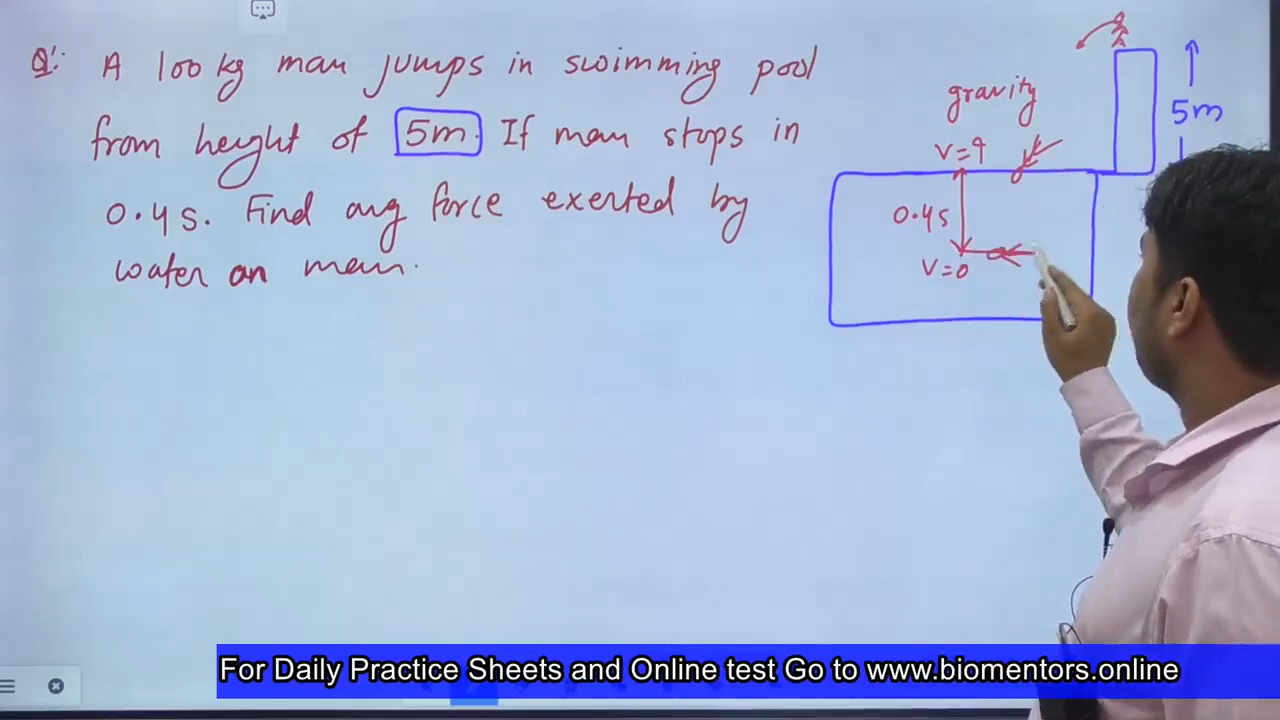 Q: A 100 kg man jumps in swimming pool
from height of 5m. If man stops in
0.4s. Find avg force exerted by
water on man.
gravity
5m
v=9
0.4s
v=0
For Daily Practice Sheets and Online test Go to www.biomentors.online